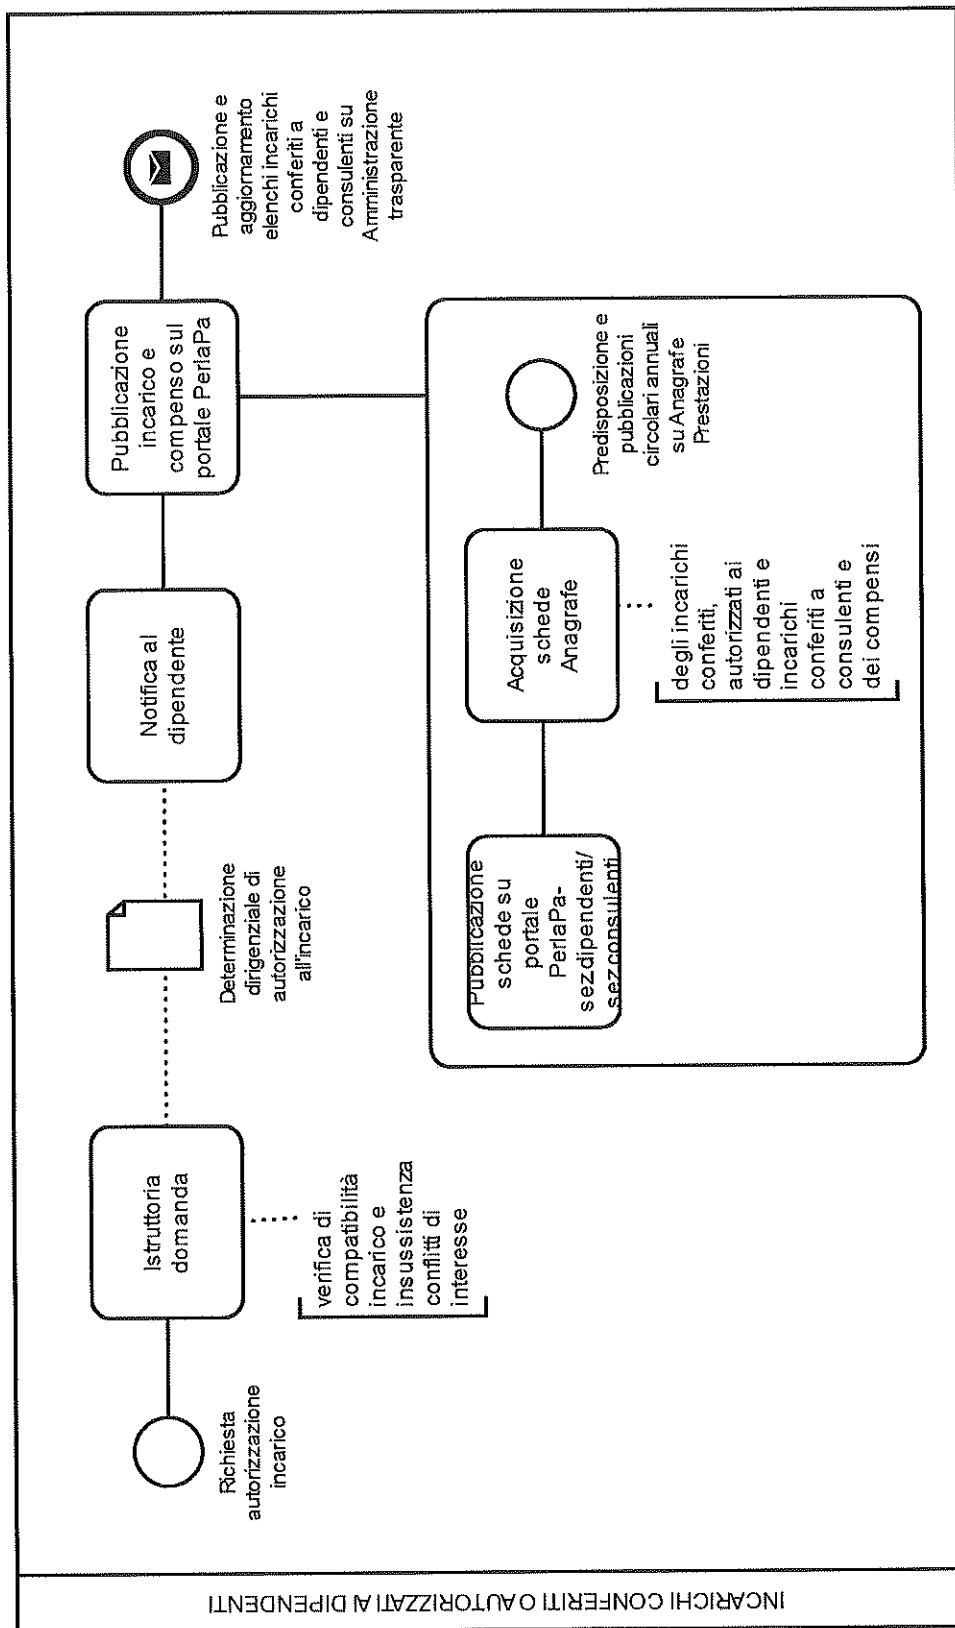 INCARICHI CONFERITI O AUTORIZZATI AI DIPENDENTI
Richiesta
autorizzazione
incarico
Istruttoria
domanda
verifica di
compatibilità
incarico e
insussistenza
conflitti di
interesse
Determinazione
dirigenziale di
autorizzazione
all'incarico
Notifica al
dipendente
Pubblicazione
incarico e
compenso sul
portale PerlaPa
Pubblicazione e
aggiornamento
elenchi incarichi
conferiti a
dipendenti e
consulenti su
Amministrazione
trasparente
Pubblicazione
schede su
portale
PerlaPa-
sez.dipendenti/
sez.consulenti
Acquisizione
schede
Anagrafe
degli incarichi
conferiti,
autorizzati ai
dipendenti e
incarichi
conferiti a
consulenti e
dei compensi
Predisposizione e
pubblicazioni
circolari annuali
su Anagrafe
Prestazioni